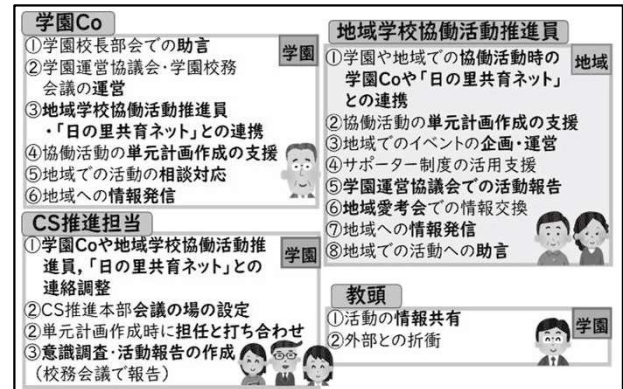 学園Co
学園
①学園校長部会での助言
②学園運営協議会・学園校務
会議の運営
③地域学校協働活動推進員
・「日の里共育ネット」との連携
④協働活動の単元計画作成の支援
⑤地域での活動の相談対応
⑥地域への情報発信
CS推進担当
学園
①学園Coや地域学校協働活動推
進員,「日の里共育ネット」との
連絡調整
②CS推進本部会議の場の設定
②単元計画作成時に担任と打ち合わせ
③意識調査・活動報告の作成
(校務会議で報告)
地域学校協働活動推進員
地域
①学園や地域での協働活動時の
学園Coや「日の里共育ネット」
との連携
②協働活動の単元計画作成の支援
③地域でのイベントの企画・運営
④サポーター制度の活用支援
⑤学園運営協議会での活動報告
⑥地域愛考会での情報交換
⑦地域への情報発信
⑧地域での活動への助言
教頭
学園
①活動の情報共有
②外部との折衝